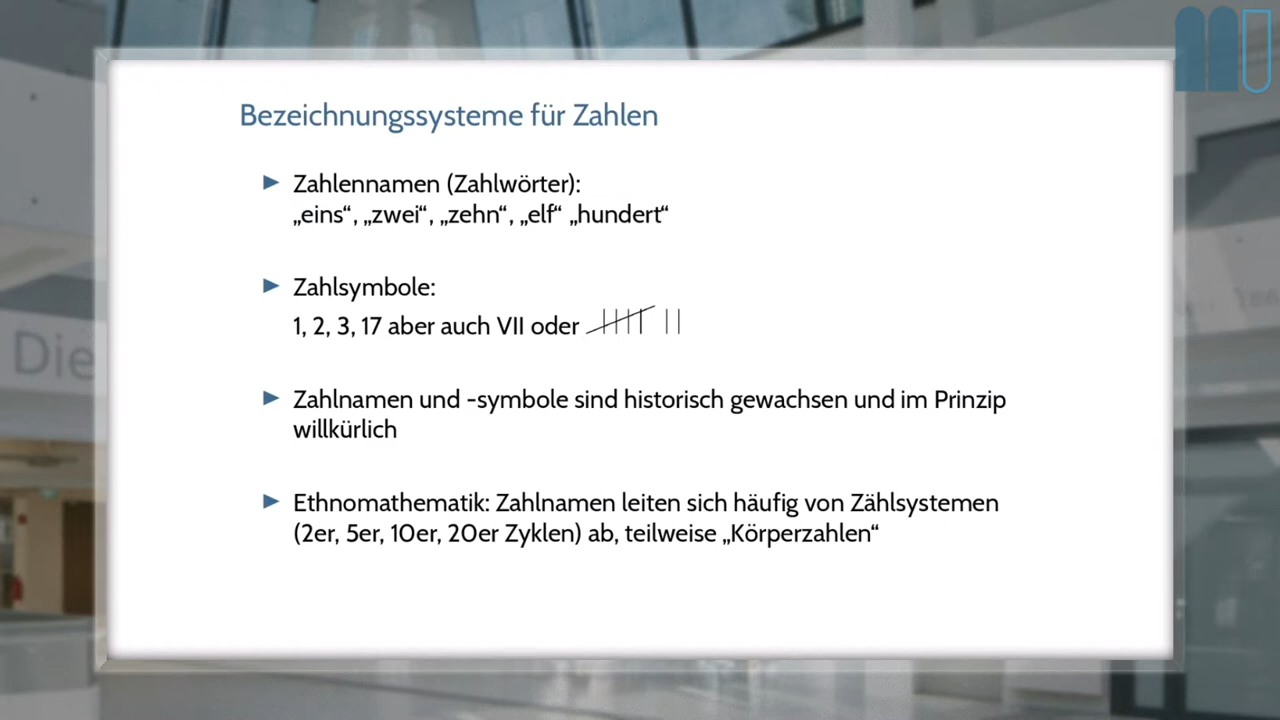 Bezeichnungssysteme für Zahlen
Zahlennamen (Zahlwörter):
„eins“, „zwei“, „zehn“, „elf“ „hundert“
Zahlsymbole:
1, 2, 3, 17 aber auch VII oder
Die
Zahlnamen und -symbole sind historisch gewachsen und im Prinzip
willkürlich
Ethnomathematik: Zahlnamen leiten sich häufig von Zählsystemen
(2er, 5er, 10er, 20er Zyklen) ab, teilweise „Körperzahlen“